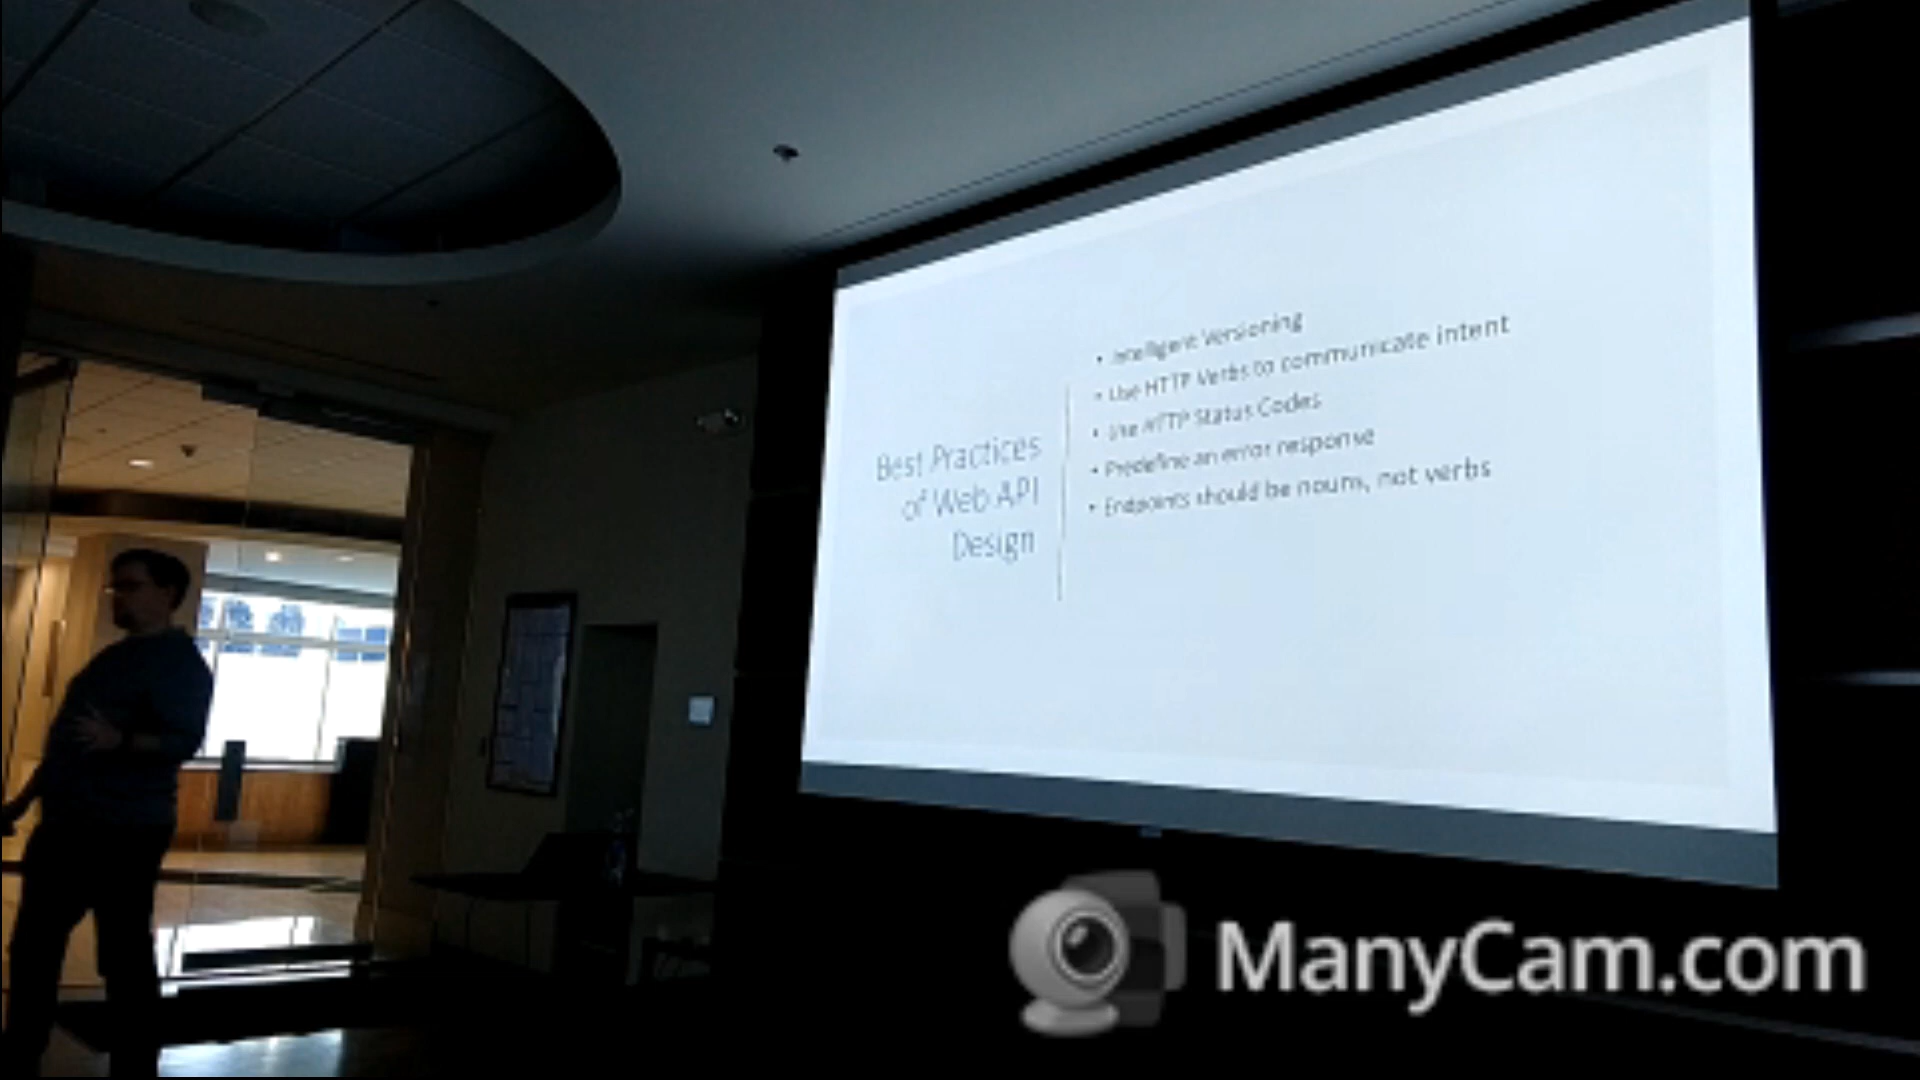 Best Practices
of Web API
Design
• Intelligent Versioning
• Use HTTP Verbs to communicate intent
• Use HTTP Status Codes
• Predefine an error response
• Endpoints should be nouns, not verbs
ManyCam.com